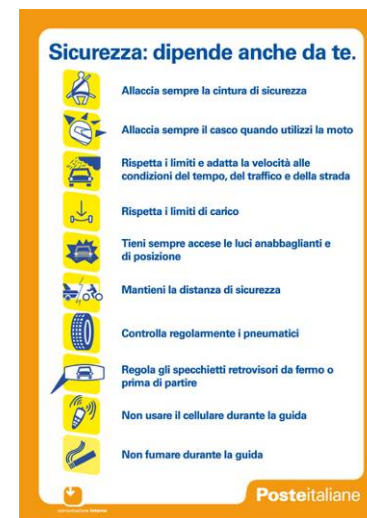 Sicurezza: dipende anche da te.
Allaccia sempre la cintura di sicurezza
Allaccia sempre il casco quando utilizzi la moto
Rispetta i limiti e adatta la velocità alle
condizioni del tempo, del traffico e della strada
Rispetta i limiti di carico
Tieni sempre accese le luci anabbaglianti e
di posizione
Mantieni la distanza di sicurezza
Controlla regolarmente i pneumatici
Regola gli specchietti retrovisori da fermo o
prima di partire
Non usare il cellulare durante la guida
Non fumare durante la guida
comunicazione interna
Posteitaliane